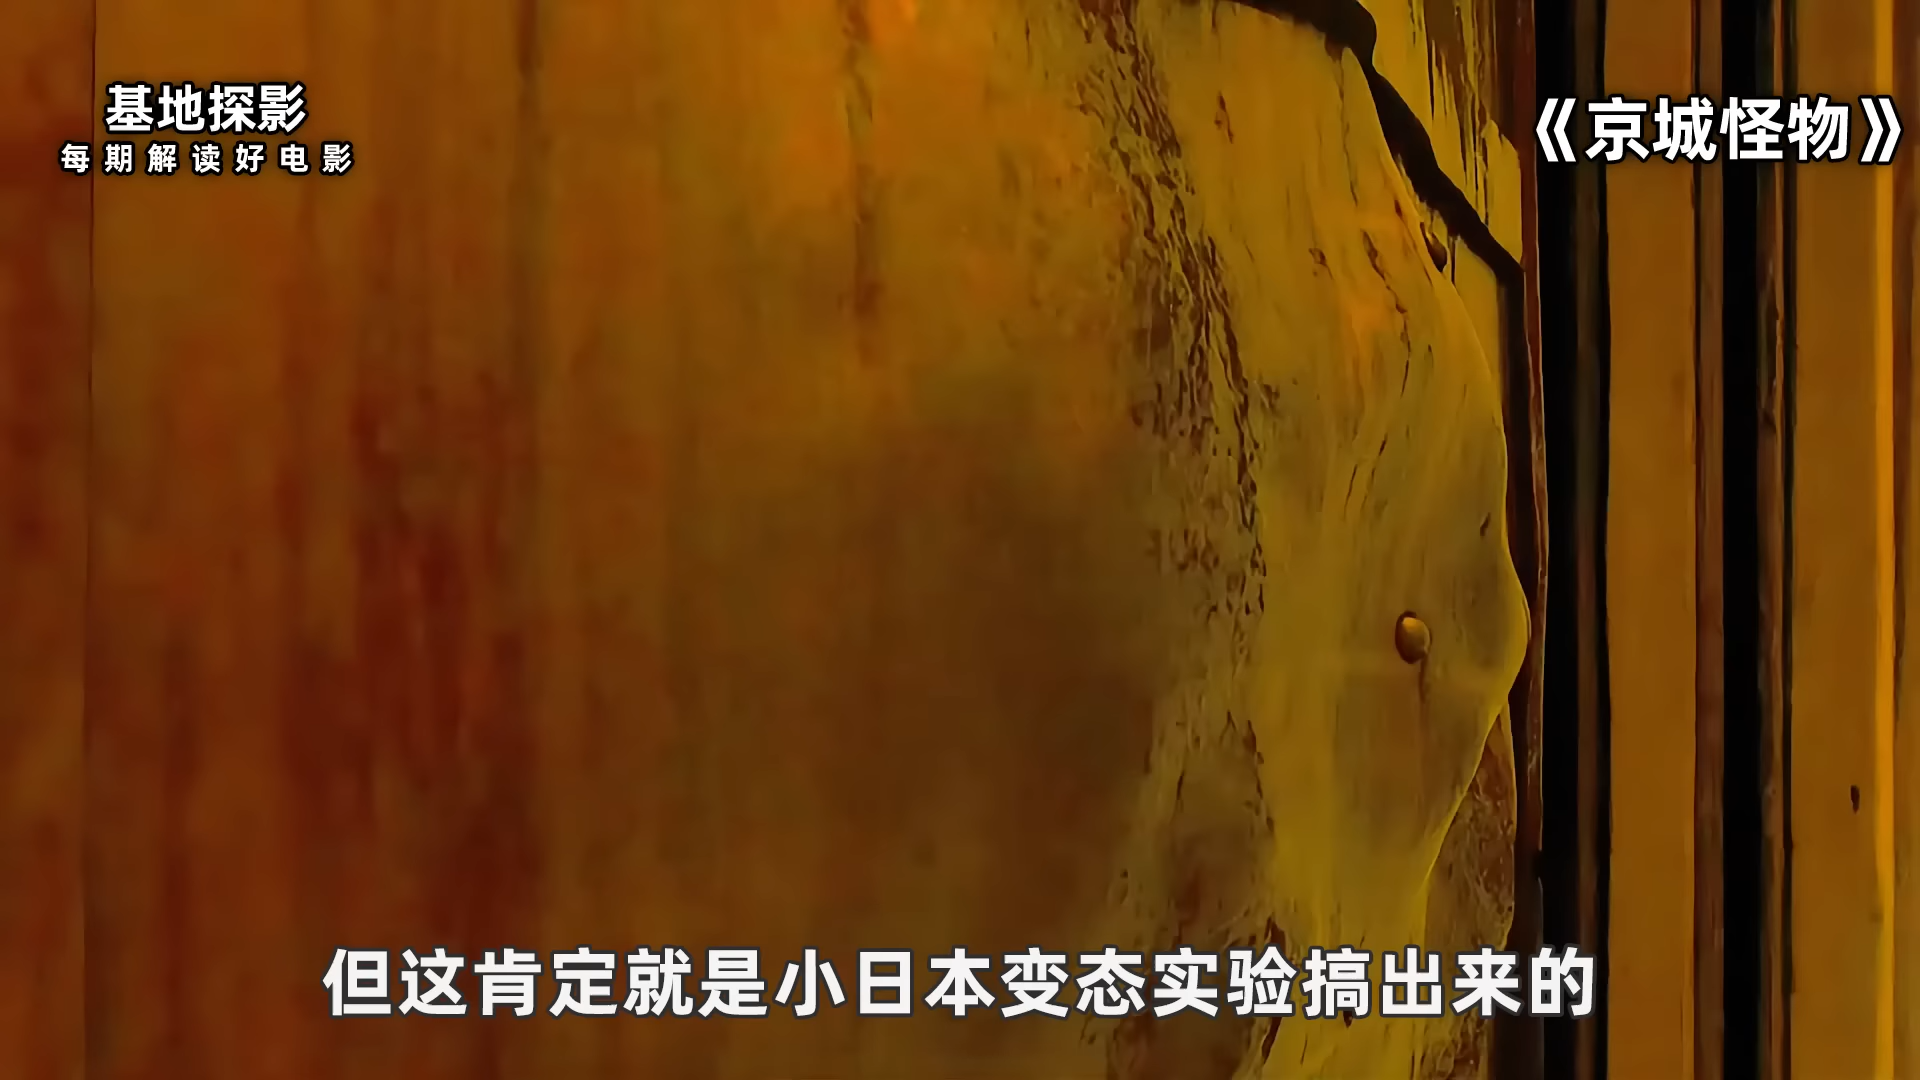 基地探影
每期解读好电影
《京城怪物》
但这肯定就是小日本变态实验搞出来的